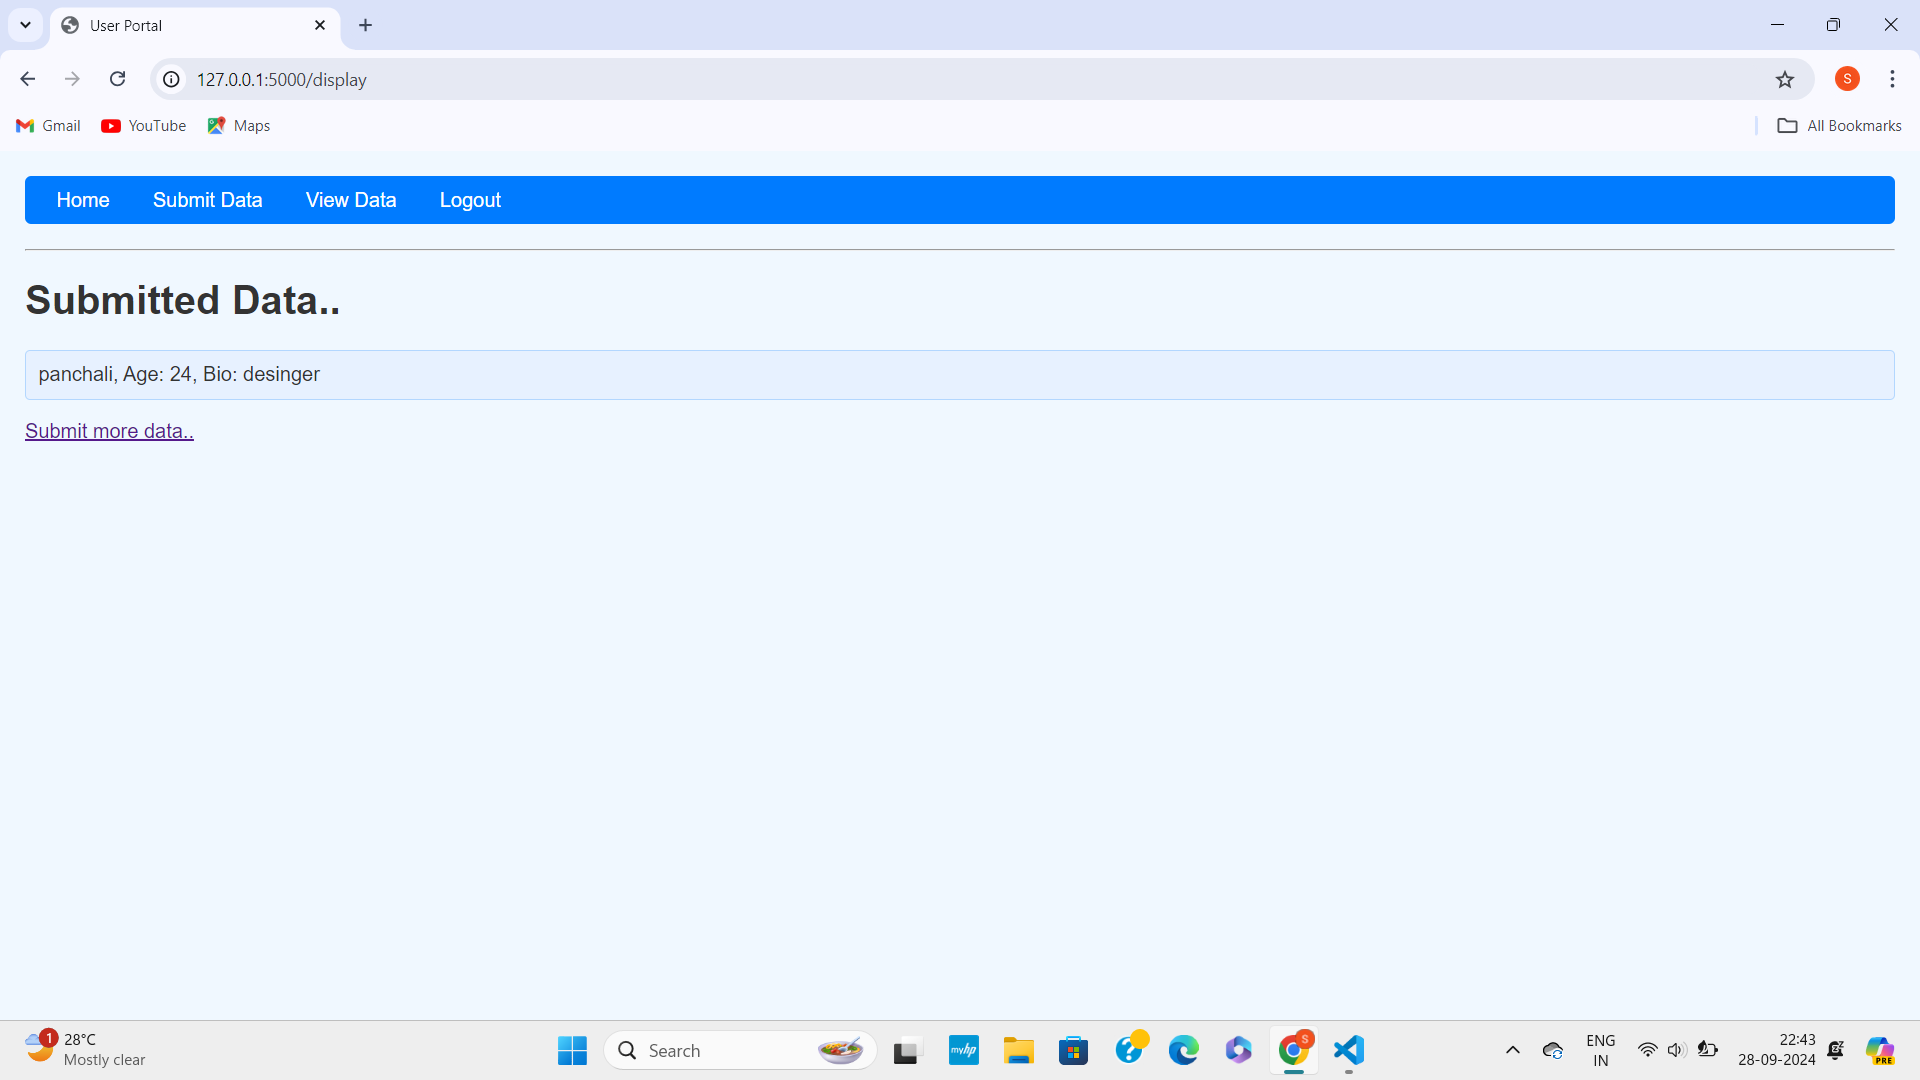 User Portal
127.0.0.1:5000/display
S
Gmail YouTube Maps All Bookmarks
Home Submit Data View Data Logout
Submitted Data..
panchali, Age: 24, Bio: desinger
Submit more data..
1 28°C
Mostly clear
Search
myhp
S
ENG
IN
22:43
28-09-2024
PRE